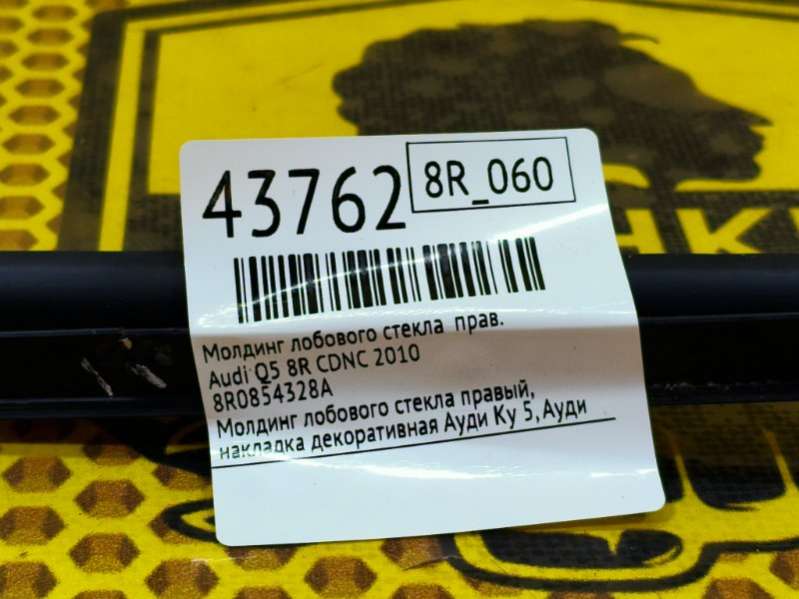 43762
8R_060
Молдинг лобового стекла прав.
Audi Q5 8R CDNC 2010
8R0854328A
Молдинг лобового стекла правый,
накладка декоративная Ауди Ку 5, Ауди